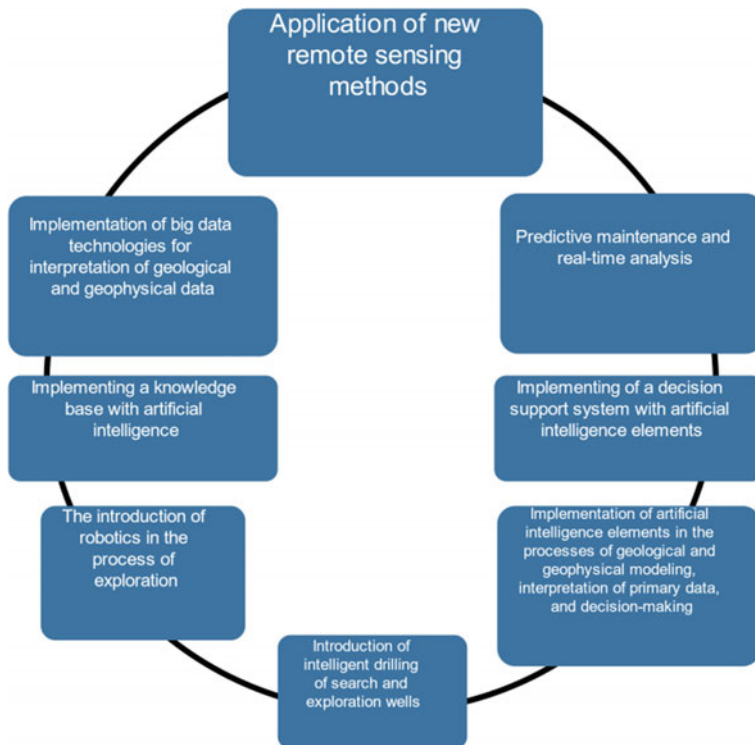 Application of new
remote sensing
methods
Implementation of big data
technologies for
interpretation of geological
and geophysical data
Predictive maintenance and
real-time analysis
Implementing a knowledge
base with artificial
intelligence
Implementing of a decision
support system with artificial
intelligence elements
The introduction of
robotics in the
process of
exploration
Implementation of artificial
intelligence elements in the
processes of geological and
geophysical modeling,
interpretation of primary data,
and decision-making
Introduction of
intelligent drilling
of search and
exploration wells